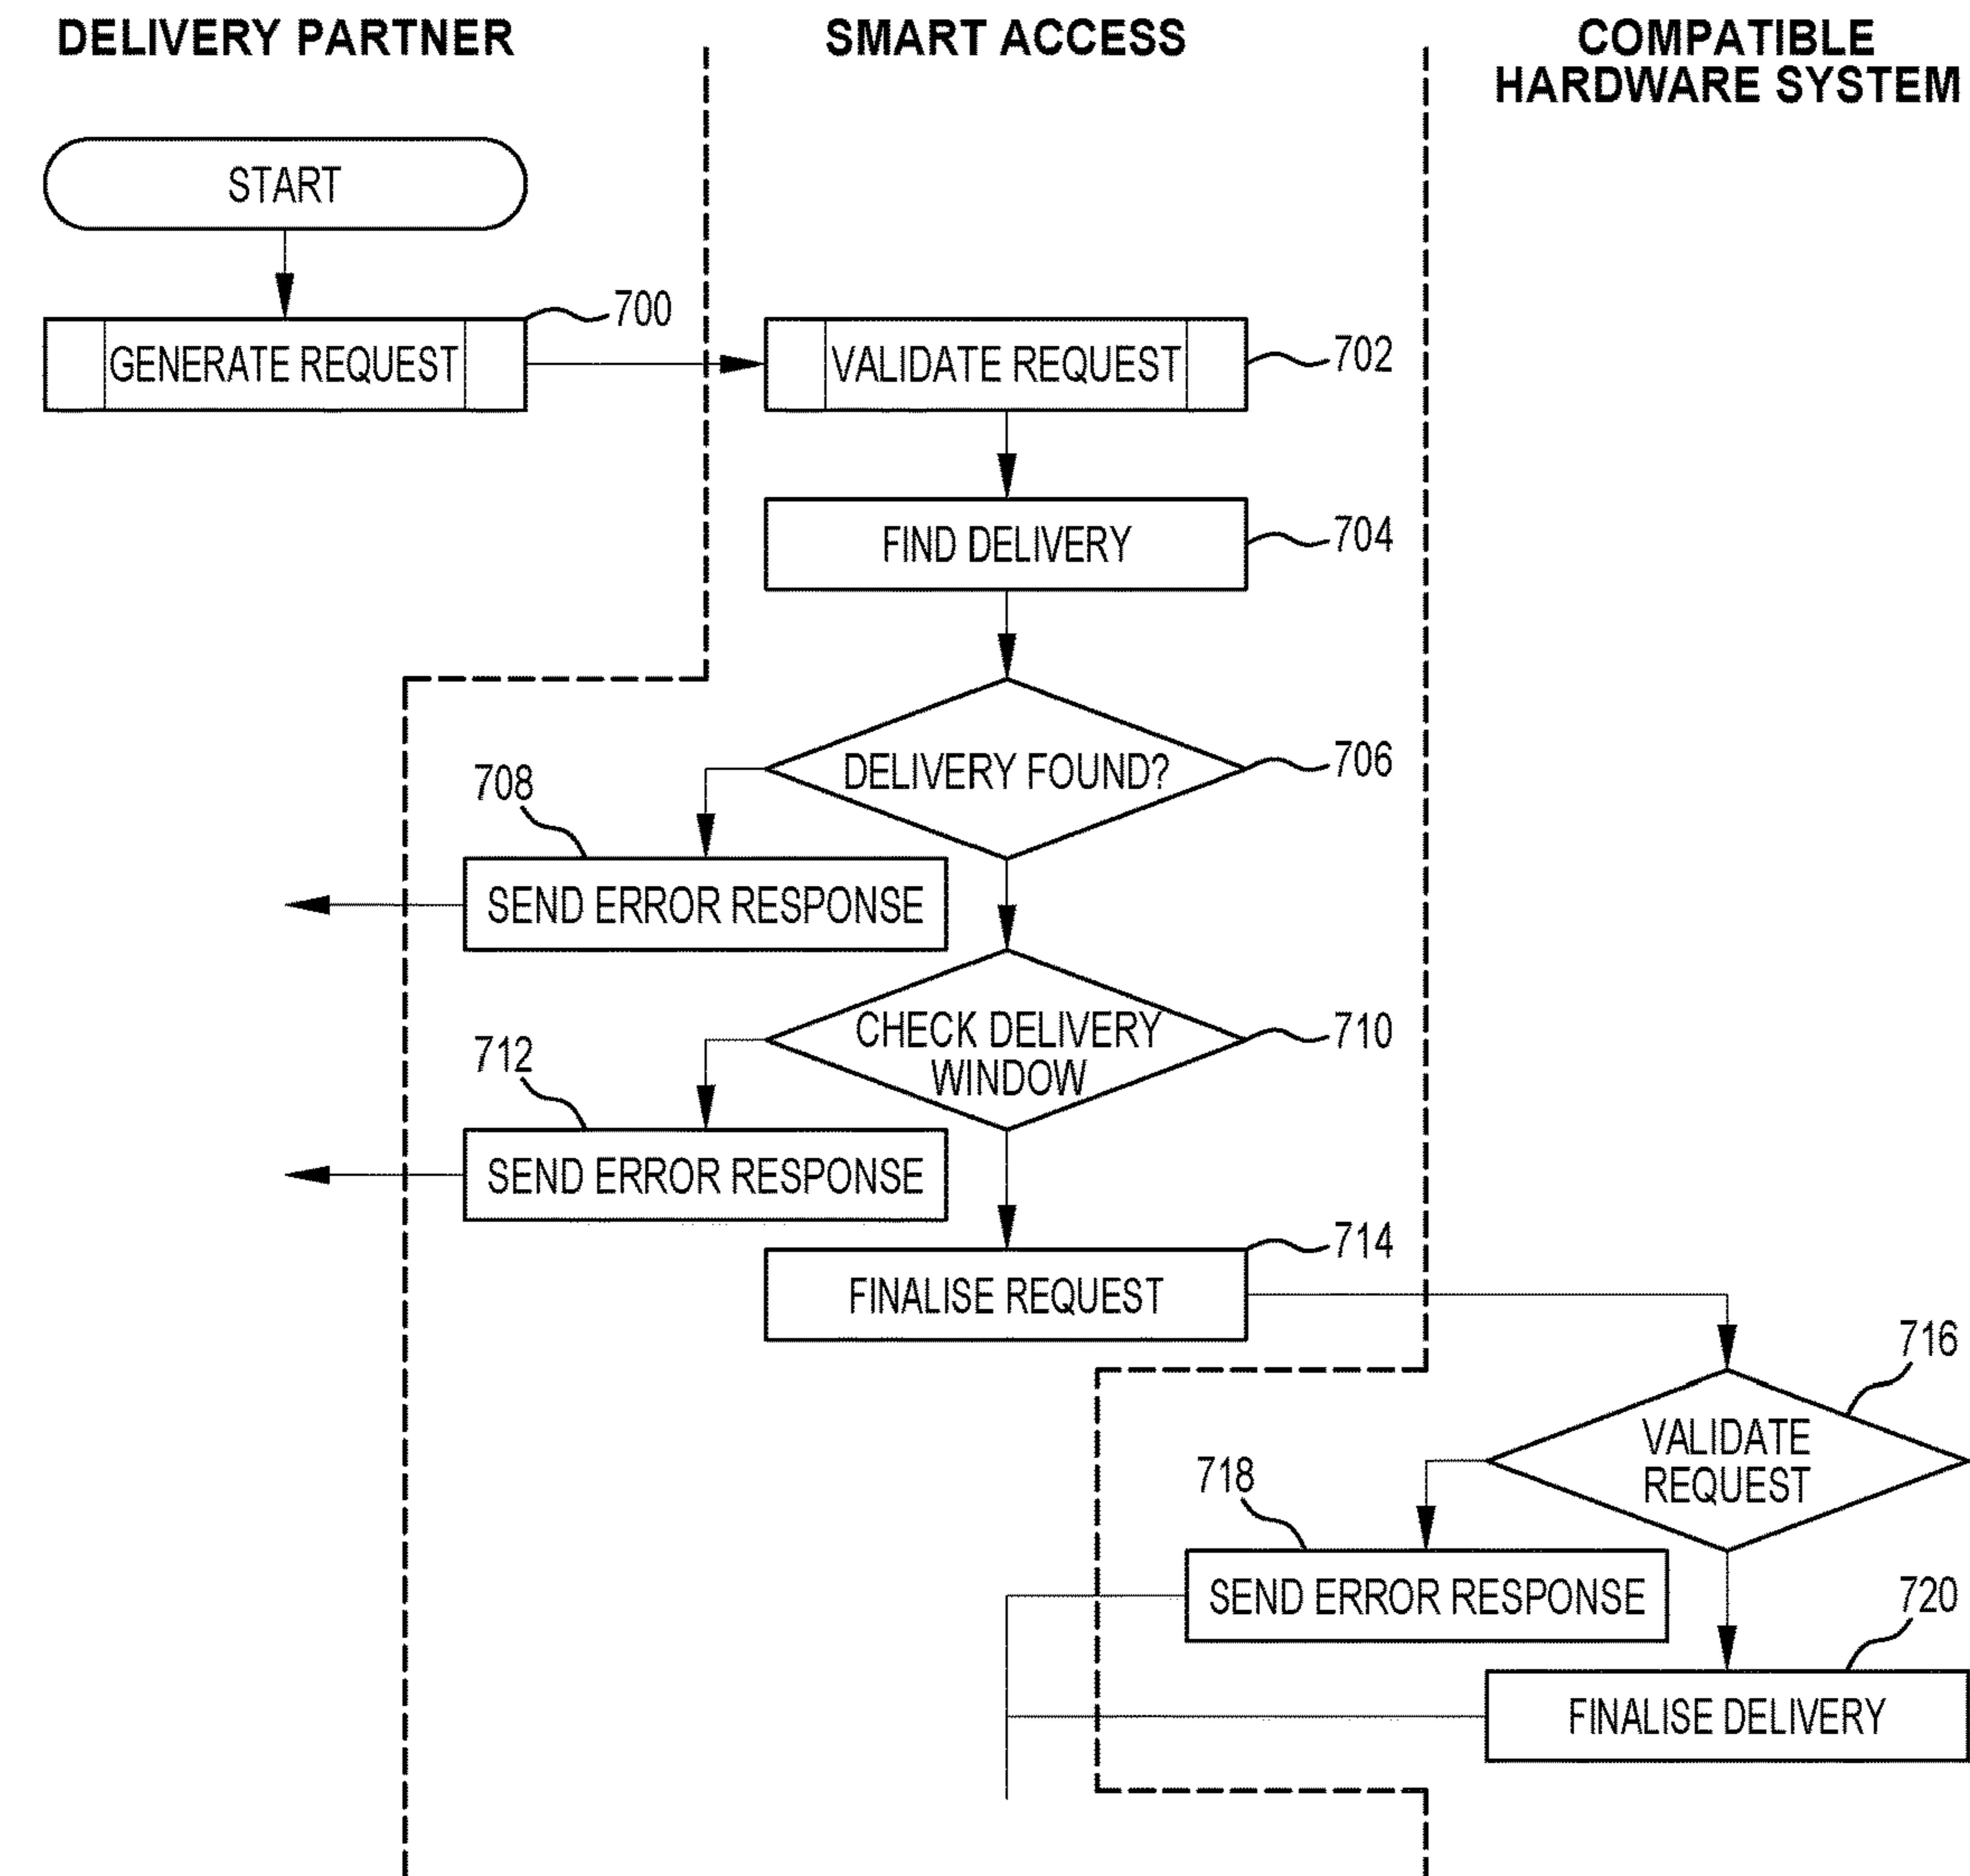 DELIVERY PARTNER
SMART ACCESS
COMPATIBLE
HARDWARE SYSTEM
START
700
GENERATE REQUEST
VALIDATE REQUEST
702
FIND DELIVERY
704
DELIVERY FOUND?
706
708
SEND ERROR RESPONSE
CHECK DELIVERY
WINDOW
710
712
SEND ERROR RESPONSE
714
FINALISE REQUEST
716
VALIDATE
REQUEST
718
SEND ERROR RESPONSE
720
FINALISE DELIVERY